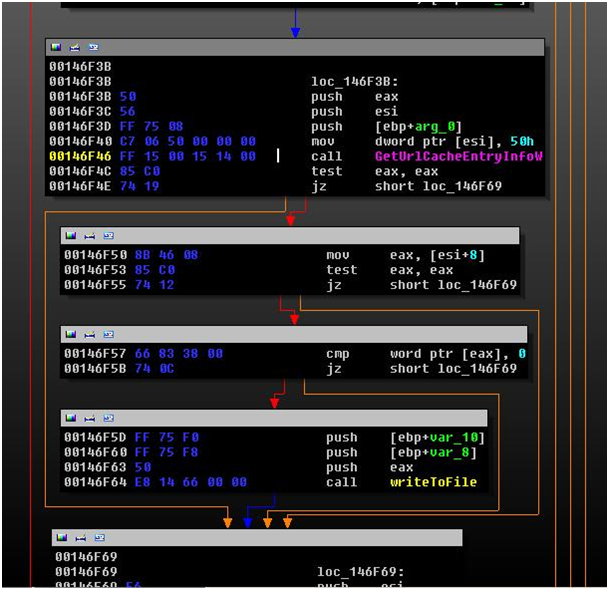 00146F3B
00146F3B loc_146F3B:
00146F3B 50 push eax
00146F3C 56 push esi
00146F3D FF 75 08 push [ebp+arg_0]
00146F40 C7 06 50 00 00 00 mov dword ptr [esi], 50h
00146F46 FF 15 00 15 14 00 call GetUrlCacheEntryInfoW
00146F4C 85 C0 test eax, eax
00146F4E 74 19 jz short loc_146F69
00146F50 8B 46 08 mov eax, [esi+8]
00146F53 85 C0 test eax, eax
00146F55 74 12 jz short loc_146F69
00146F57 66 83 38 00 cmp word ptr [eax], 0
00146F5B 74 0C jz short loc_146F69
00146F5D FF 75 F0 push [ebp+var_10]
00146F60 FF 75 F8 push [ebp+var_8]
00146F63 50 push eax
00146F64 E8 14 66 00 00 call writeToFile
00146F69
00146F69 loc_146F69:
00146F69 56 push esi